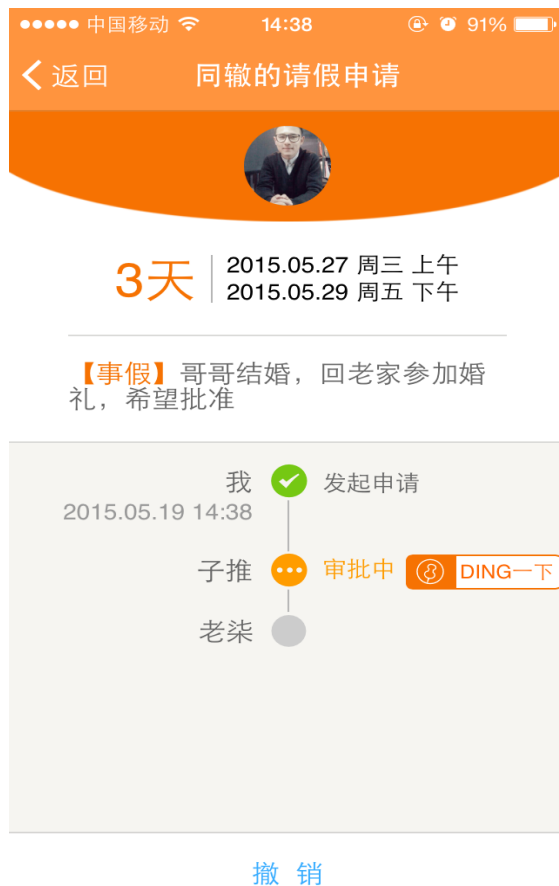 中国移动 14:38 91%
返回 同辙的请假申请
3天 2015.05.27 周三 上午
2015.05.29 周五 下午
【事假】哥哥结婚，回老家参加婚
礼，希望批准
我 发起申请
2015.05.19 14:38
子推 审批中 DING一下
老柒
撤 销